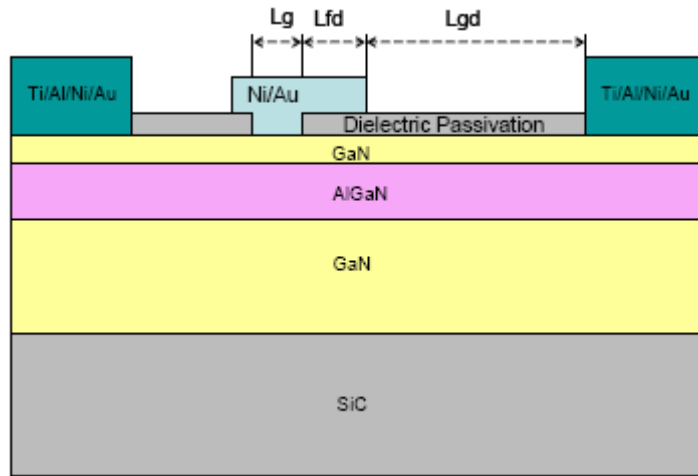 Lg Lfd Lgd
Ti/Al/Ni/Au Ni/Au Ti/Al/Ni/Au
Dielectric Passivation
GaN
AlGaN
GaN
SiC